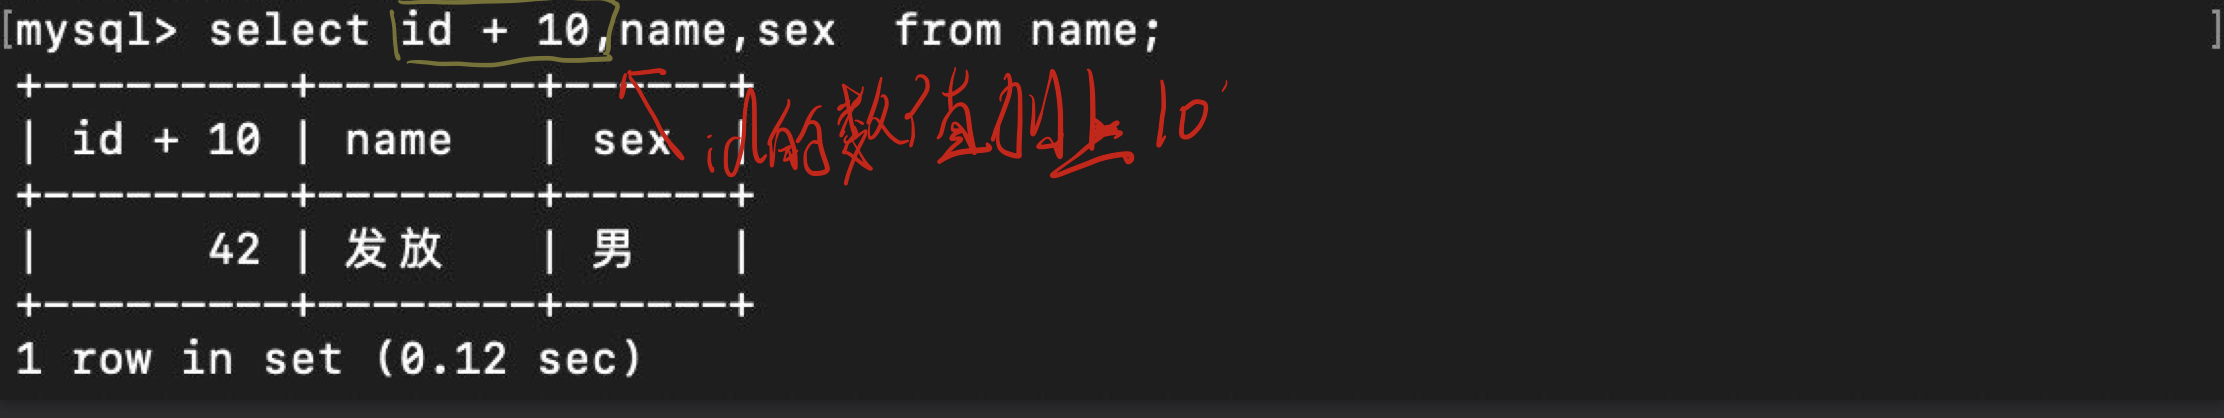 [mysql> select id + 10,name,sex  from name;                                        ]
+---------+--------+------+
| id + 10 | name   | sex  |
id的数值加上10
+---------+--------+------+
|      42 | 发放   | 男   |
+---------+--------+------+
1 row in set (0.12 sec)